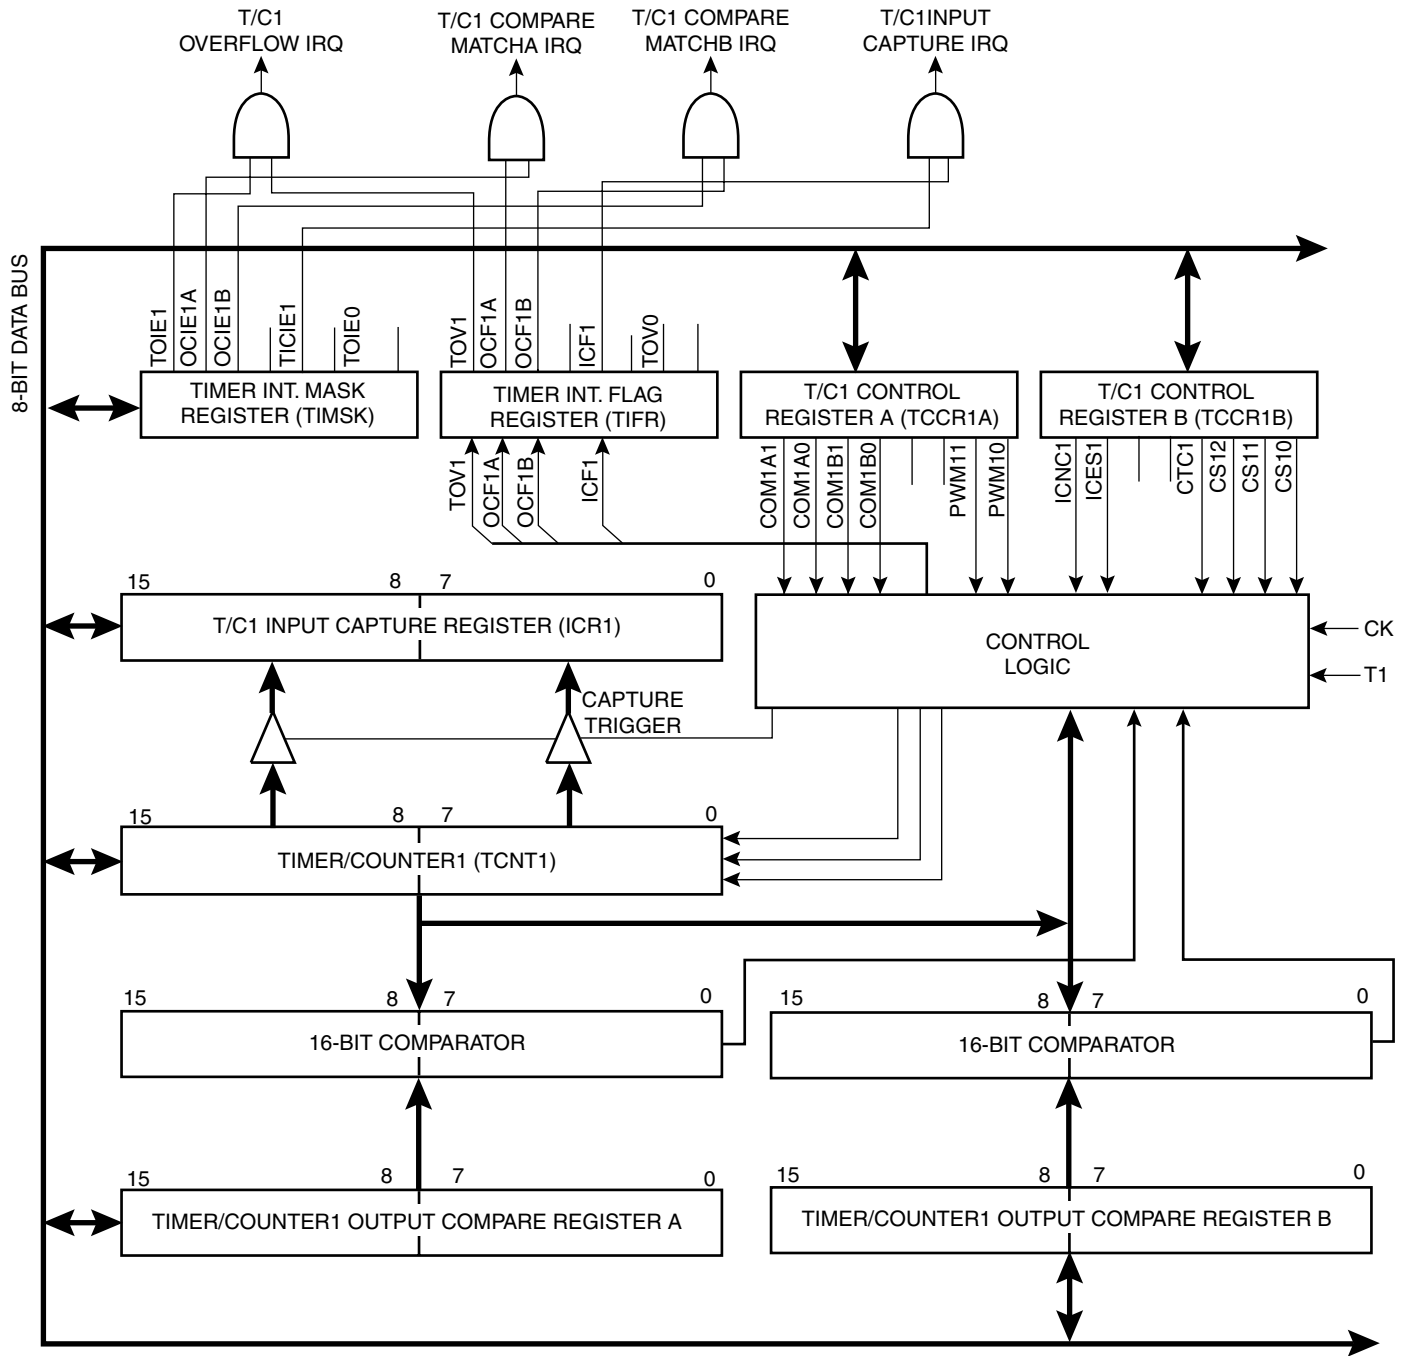 T/C1
OVERFLOW IRQ
T/C1 COMPARE
MATCHA IRQ
T/C1 COMPARE
MATCHB IRQ
T/C1INPUT
CAPTURE IRQ
8-BIT DATA BUS
TOIE1
OCIE1A
OCIE1B
TICIE1
TOIE0
TOV1
OCF1A
OCF1B
ICF1
TOV0
TIMER INT. MASK
REGISTER (TIMSK)
TIMER INT. FLAG
REGISTER (TIFR)
T/C1 CONTROL
REGISTER A (TCCR1A)
T/C1 CONTROL
REGISTER B (TCCR1B)
TOV1
OCF1A
OCF1B
ICF1
COM1A1
COM1A0
COM1B1
COM1B0
PWM11
PWM10
ICNC1
ICES1
CTC1
CS12
CS11
CS10
15 8 7 0
T/C1 INPUT CAPTURE REGISTER (ICR1)
CONTROL
LOGIC
CK
T1
CAPTURE
TRIGGER
15 8 7 0
TIMER/COUNTER1 (TCNT1)
15 8 7 0
16-BIT COMPARATOR
15 8 7 0
16-BIT COMPARATOR
15 8 7 0
TIMER/COUNTER1 OUTPUT COMPARE REGISTER A
15 8 7 0
TIMER/COUNTER1 OUTPUT COMPARE REGISTER B